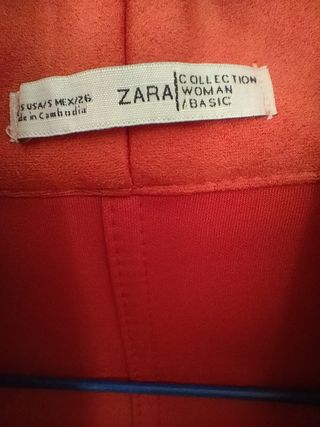 S USA/S MEX/26
de in Cambodia
ZARA
COLLECTION
WOMAN
/BASIC